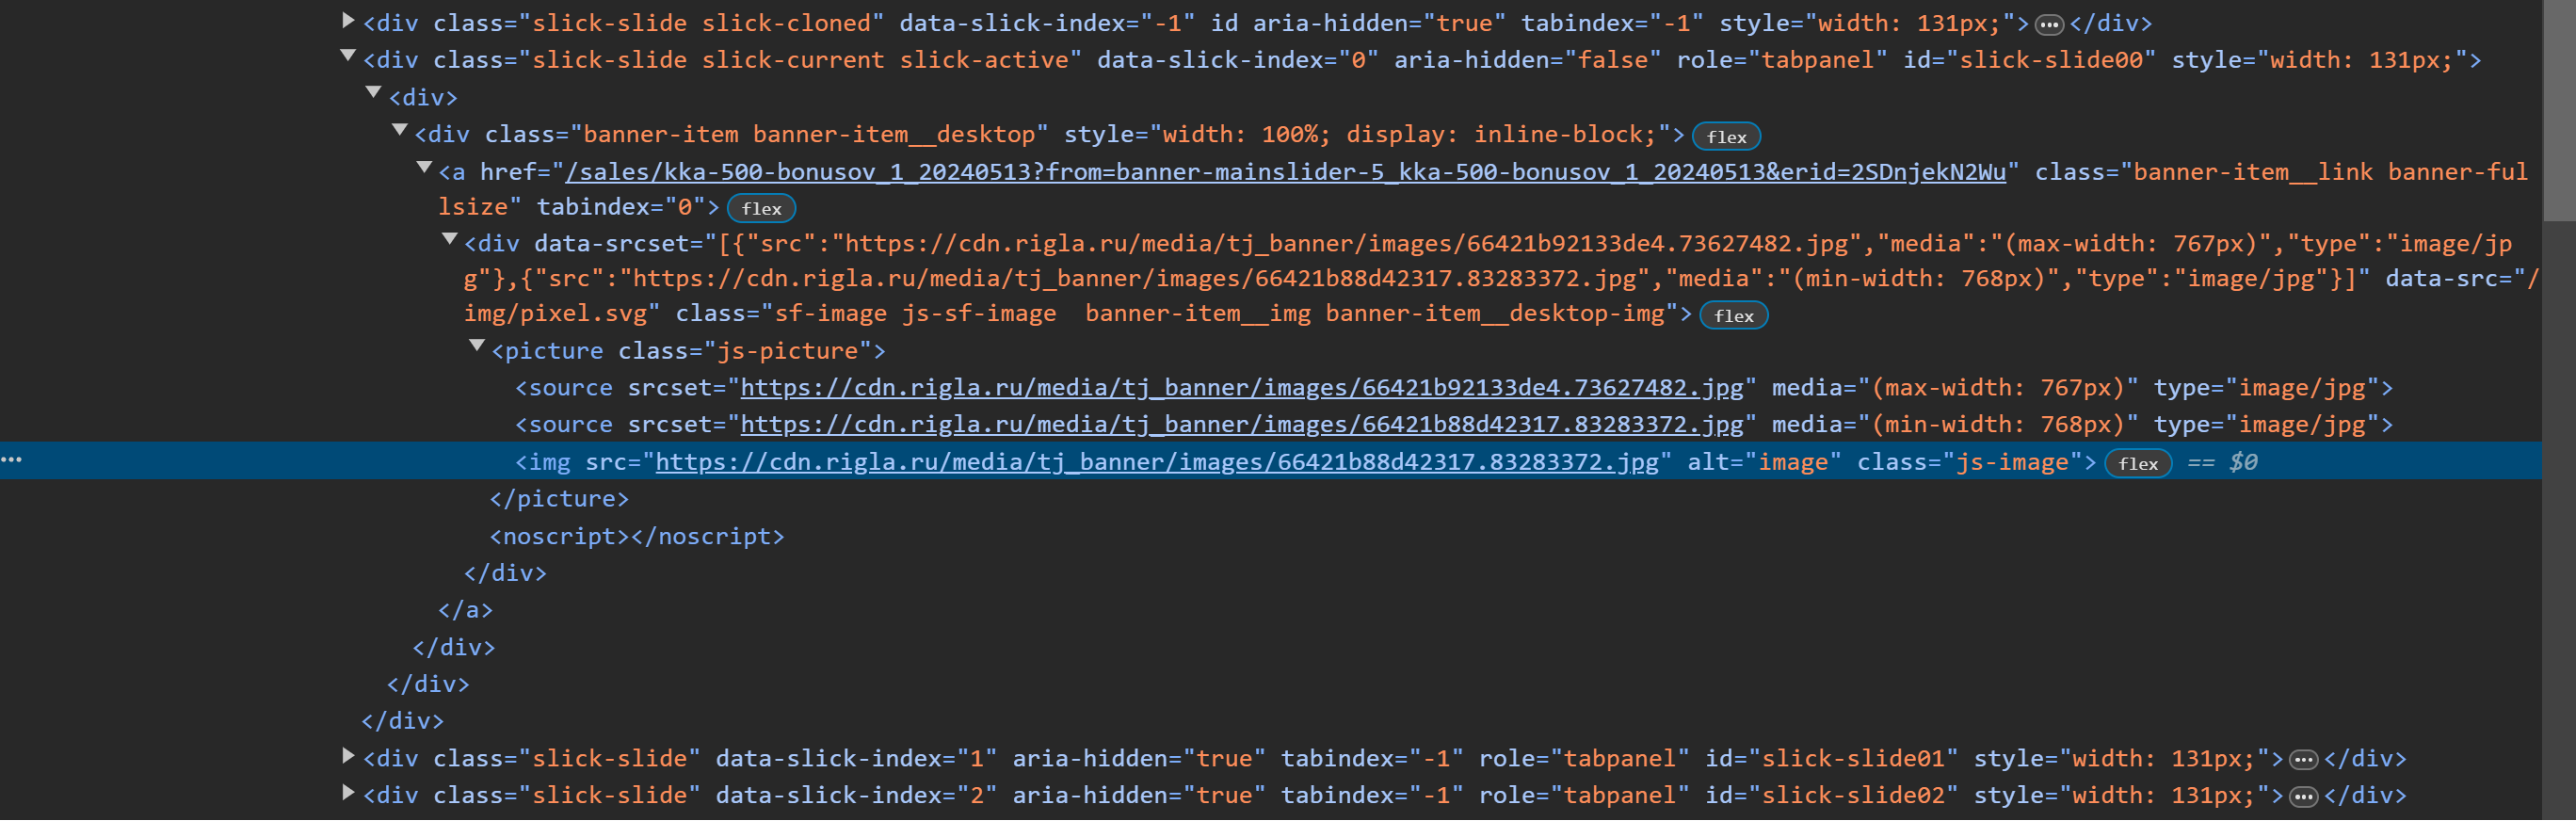 <div class="slick-slide slick-cloned" data-slick-index="-1" id aria-hidden="true" tabindex="-1" style="width: 131px;">…</div>
<div class="slick-slide slick-current slick-active" data-slick-index="0" aria-hidden="false" role="tabpanel" id="slick-slide00" style="width: 131px;">
<div>
<div class="banner-item banner-item__desktop" style="width: 100%; display: inline-block;"> flex
<a href="/sales/kka-500-bonusov_1_20240513?from=banner-mainslider-5_kka-500-bonusov_1_20240513&erid=2SDnjekN2Wu" class="banner-item__link banner-ful
lsize" tabindex="0"> flex
<div data-srcset="[{"src":"https://cdn.rigla.ru/media/tj_banner/images/66421b92133de4.73627482.jpg","media":"(max-width: 767px)","type":"image/jp
g"},{"src":"https://cdn.rigla.ru/media/tj_banner/images/66421b88d42317.83283372.jpg","media":"(min-width: 768px)","type":"image/jpg"}]" data-src="/
img/pixel.svg" class="sf-image js-sf-image  banner-item__img banner-item__desktop-img"> flex
<picture class="js-picture">
<source srcset="https://cdn.rigla.ru/media/tj_banner/images/66421b92133de4.73627482.jpg" media="(max-width: 767px)" type="image/jpg">
<source srcset="https://cdn.rigla.ru/media/tj_banner/images/66421b88d42317.83283372.jpg" media="(min-width: 768px)" type="image/jpg">
… <img src="https://cdn.rigla.ru/media/tj_banner/images/66421b88d42317.83283372.jpg" alt="image" class="js-image"> flex == $0
</picture>
<noscript></noscript>
</div>
</a>
</div>
</div>
</div>
<div class="slick-slide" data-slick-index="1" aria-hidden="true" tabindex="-1" role="tabpanel" id="slick-slide01" style="width: 131px;">…</div>
<div class="slick-slide" data-slick-index="2" aria-hidden="true" tabindex="-1" role="tabpanel" id="slick-slide02" style="width: 131px;">…</div>